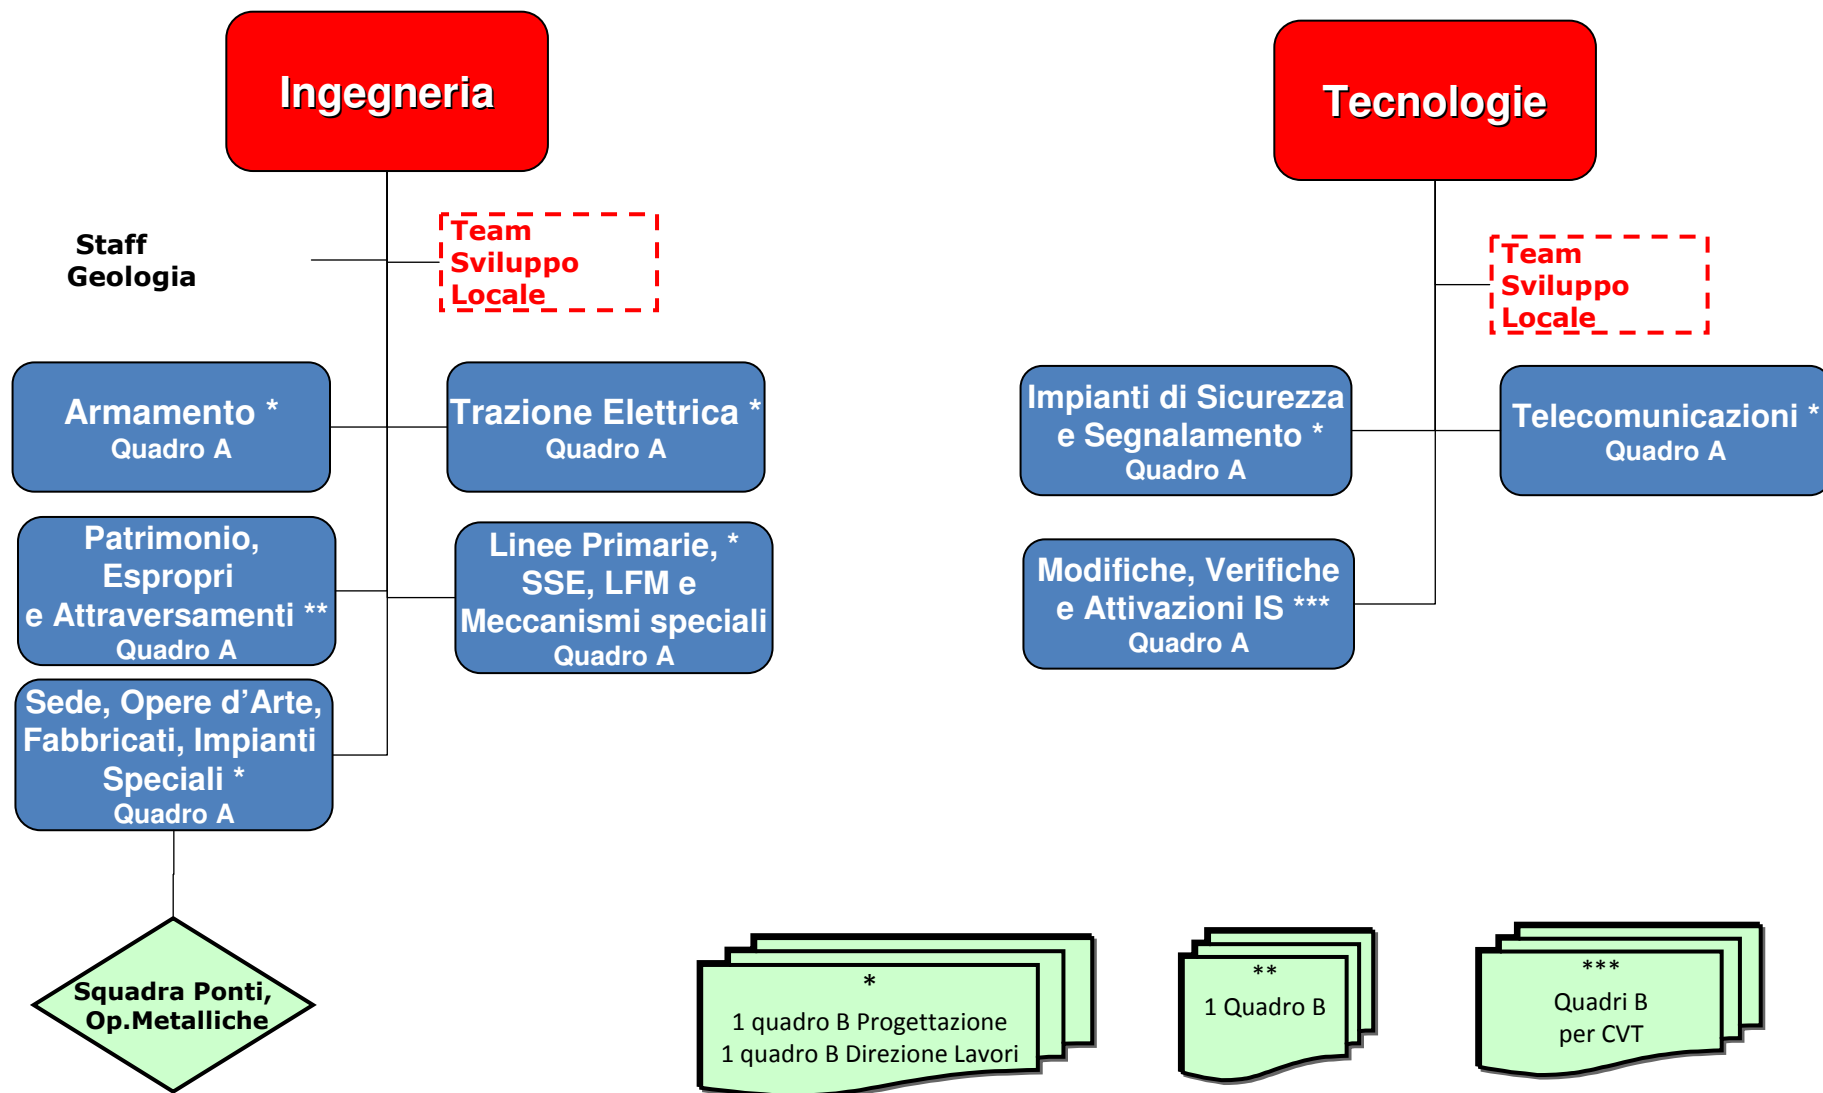 Ingegneria
Staff
Geologia
Team
Sviluppo
Locale
Armamento *
Quadro A
Trazione Elettrica *
Quadro A
Patrimonio,
Espropri
e Attraversamenti **
Quadro A
Linee Primarie, *
SSE, LFM e
Meccanismi speciali
Quadro A
Sede, Opere d’Arte,
Fabbricati, Impianti
Speciali *
Quadro A
Squadra Ponti,
Op.Metalliche
Tecnologie
Team
Sviluppo
Locale
Impianti di Sicurezza
e Segnalamento *
Quadro A
Telecomunicazioni *
Quadro A
Modifiche, Verifiche
e Attivazioni IS ***
Quadro A
*
1 quadro B Progettazione
1 quadro B Direzione Lavori
**
1 Quadro B
***
Quadri B
per CVT